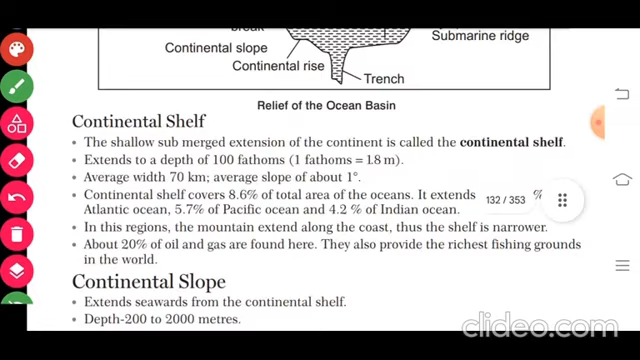 break
Continental slope
Submarine ridge
Continental rise
Trench
Relief of the Ocean Basin
Continental Shelf
• The shallow sub merged extension of the continent is called the continental shelf.
• Extends to a depth of 100 fathoms (1 fathoms = 1.8 m).
• Average width 70 km; average slope of about 1°.
• Continental shelf covers 8.6% of total area of the oceans. It extends %
132 / 353
Atlantic ocean, 5.7% of Pacific ocean and 4.2 % of Indian ocean.
• In this regions, the mountain extend along the coast, thus the shelf is narrower.
• About 20% of oil and gas are found here. They also provide the richest fishing grounds
in the world.
Continental Slope
• Extends seawards from the continental shelf.
• Depth-200 to 2000 metres.
clideo.com